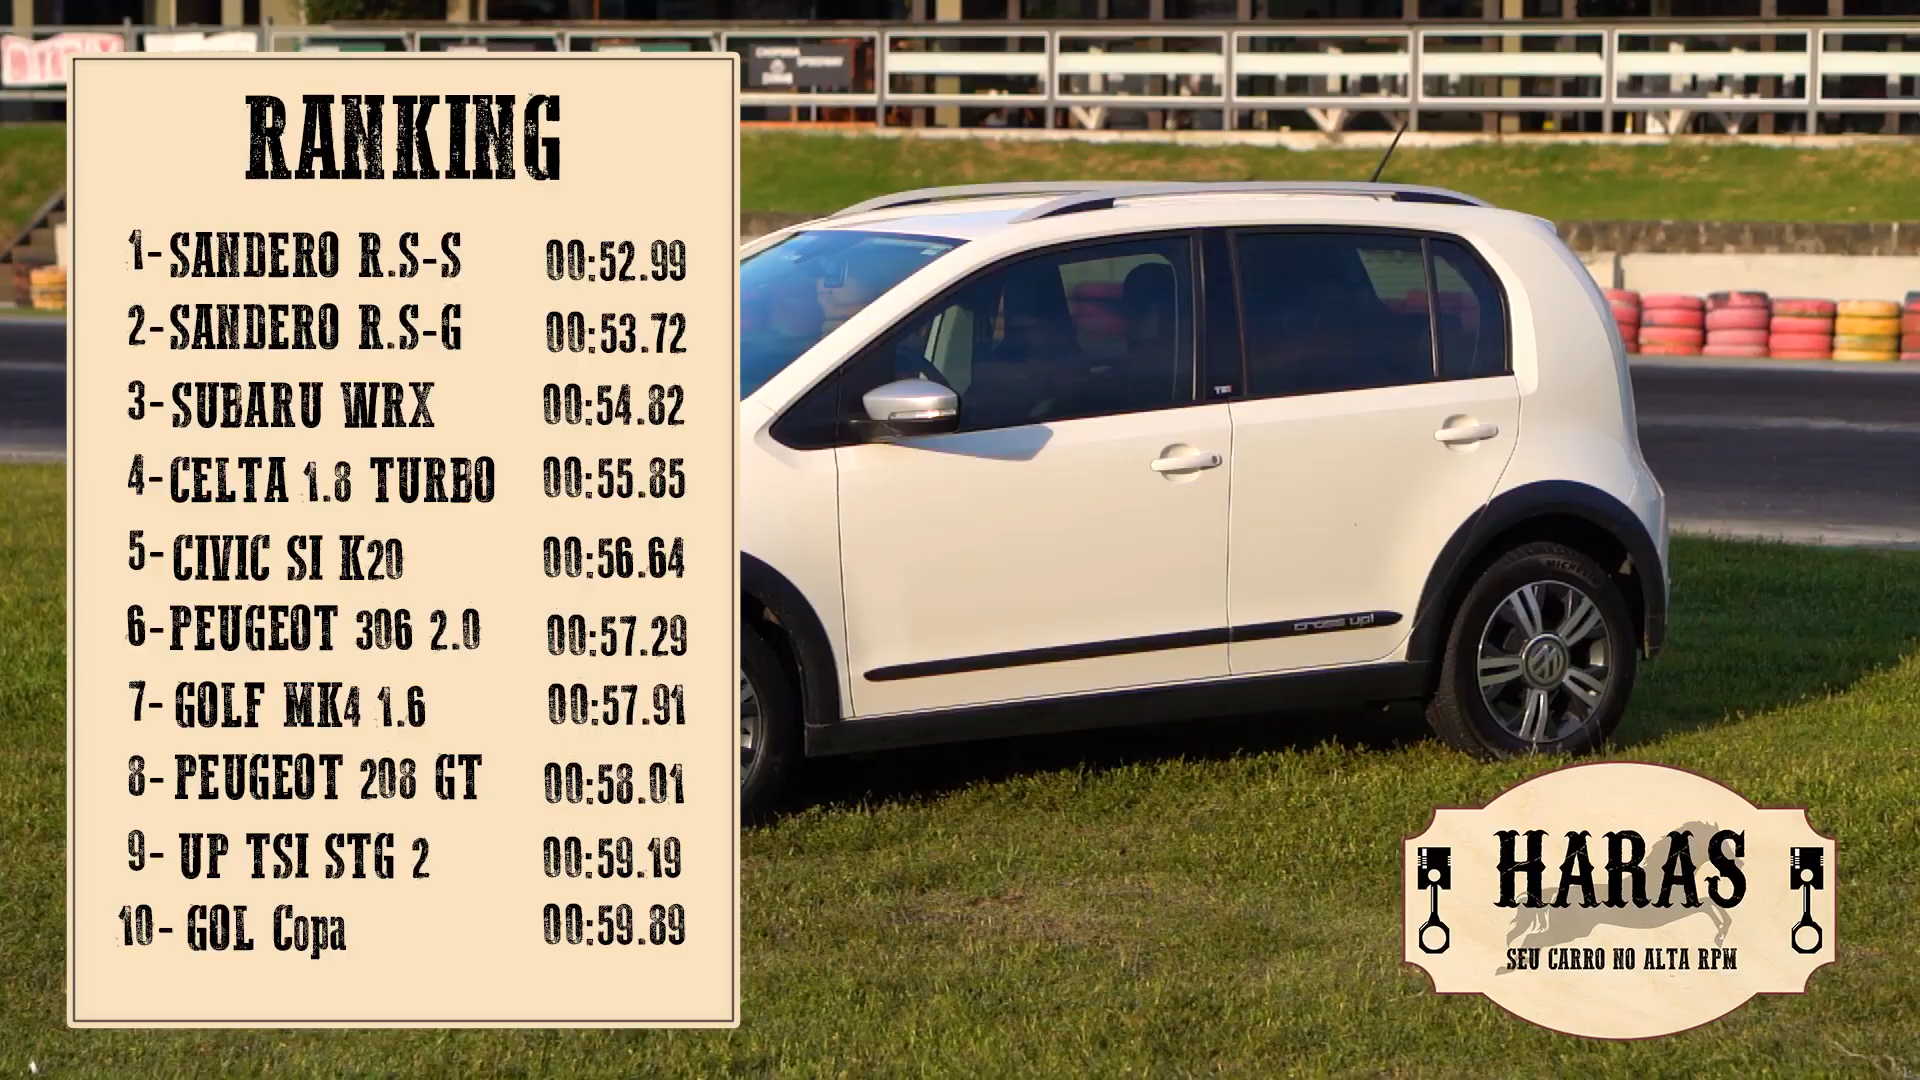 RANKING
1- SANDERO R.S-S 00:52.99
2- SANDERO R.S-G 00:53.72
3- SUBARU WRX 00:54.82
4- CELTA 1.8 TURBO 00:55.85
5- CIVIC SI K20 00:56.64
6- PEUGEOT 306 2.0 00:57.29
7- GOLF MK4 1.6 00:57.91
8- PEUGEOT 208 GT 00:58.01
9- UP TSI STG 2 00:59.19
10- GOL Copa 00:59.89
TSI
cross up!
MICHELIN
HARAS
SEU CARRO NO ALTA RPM